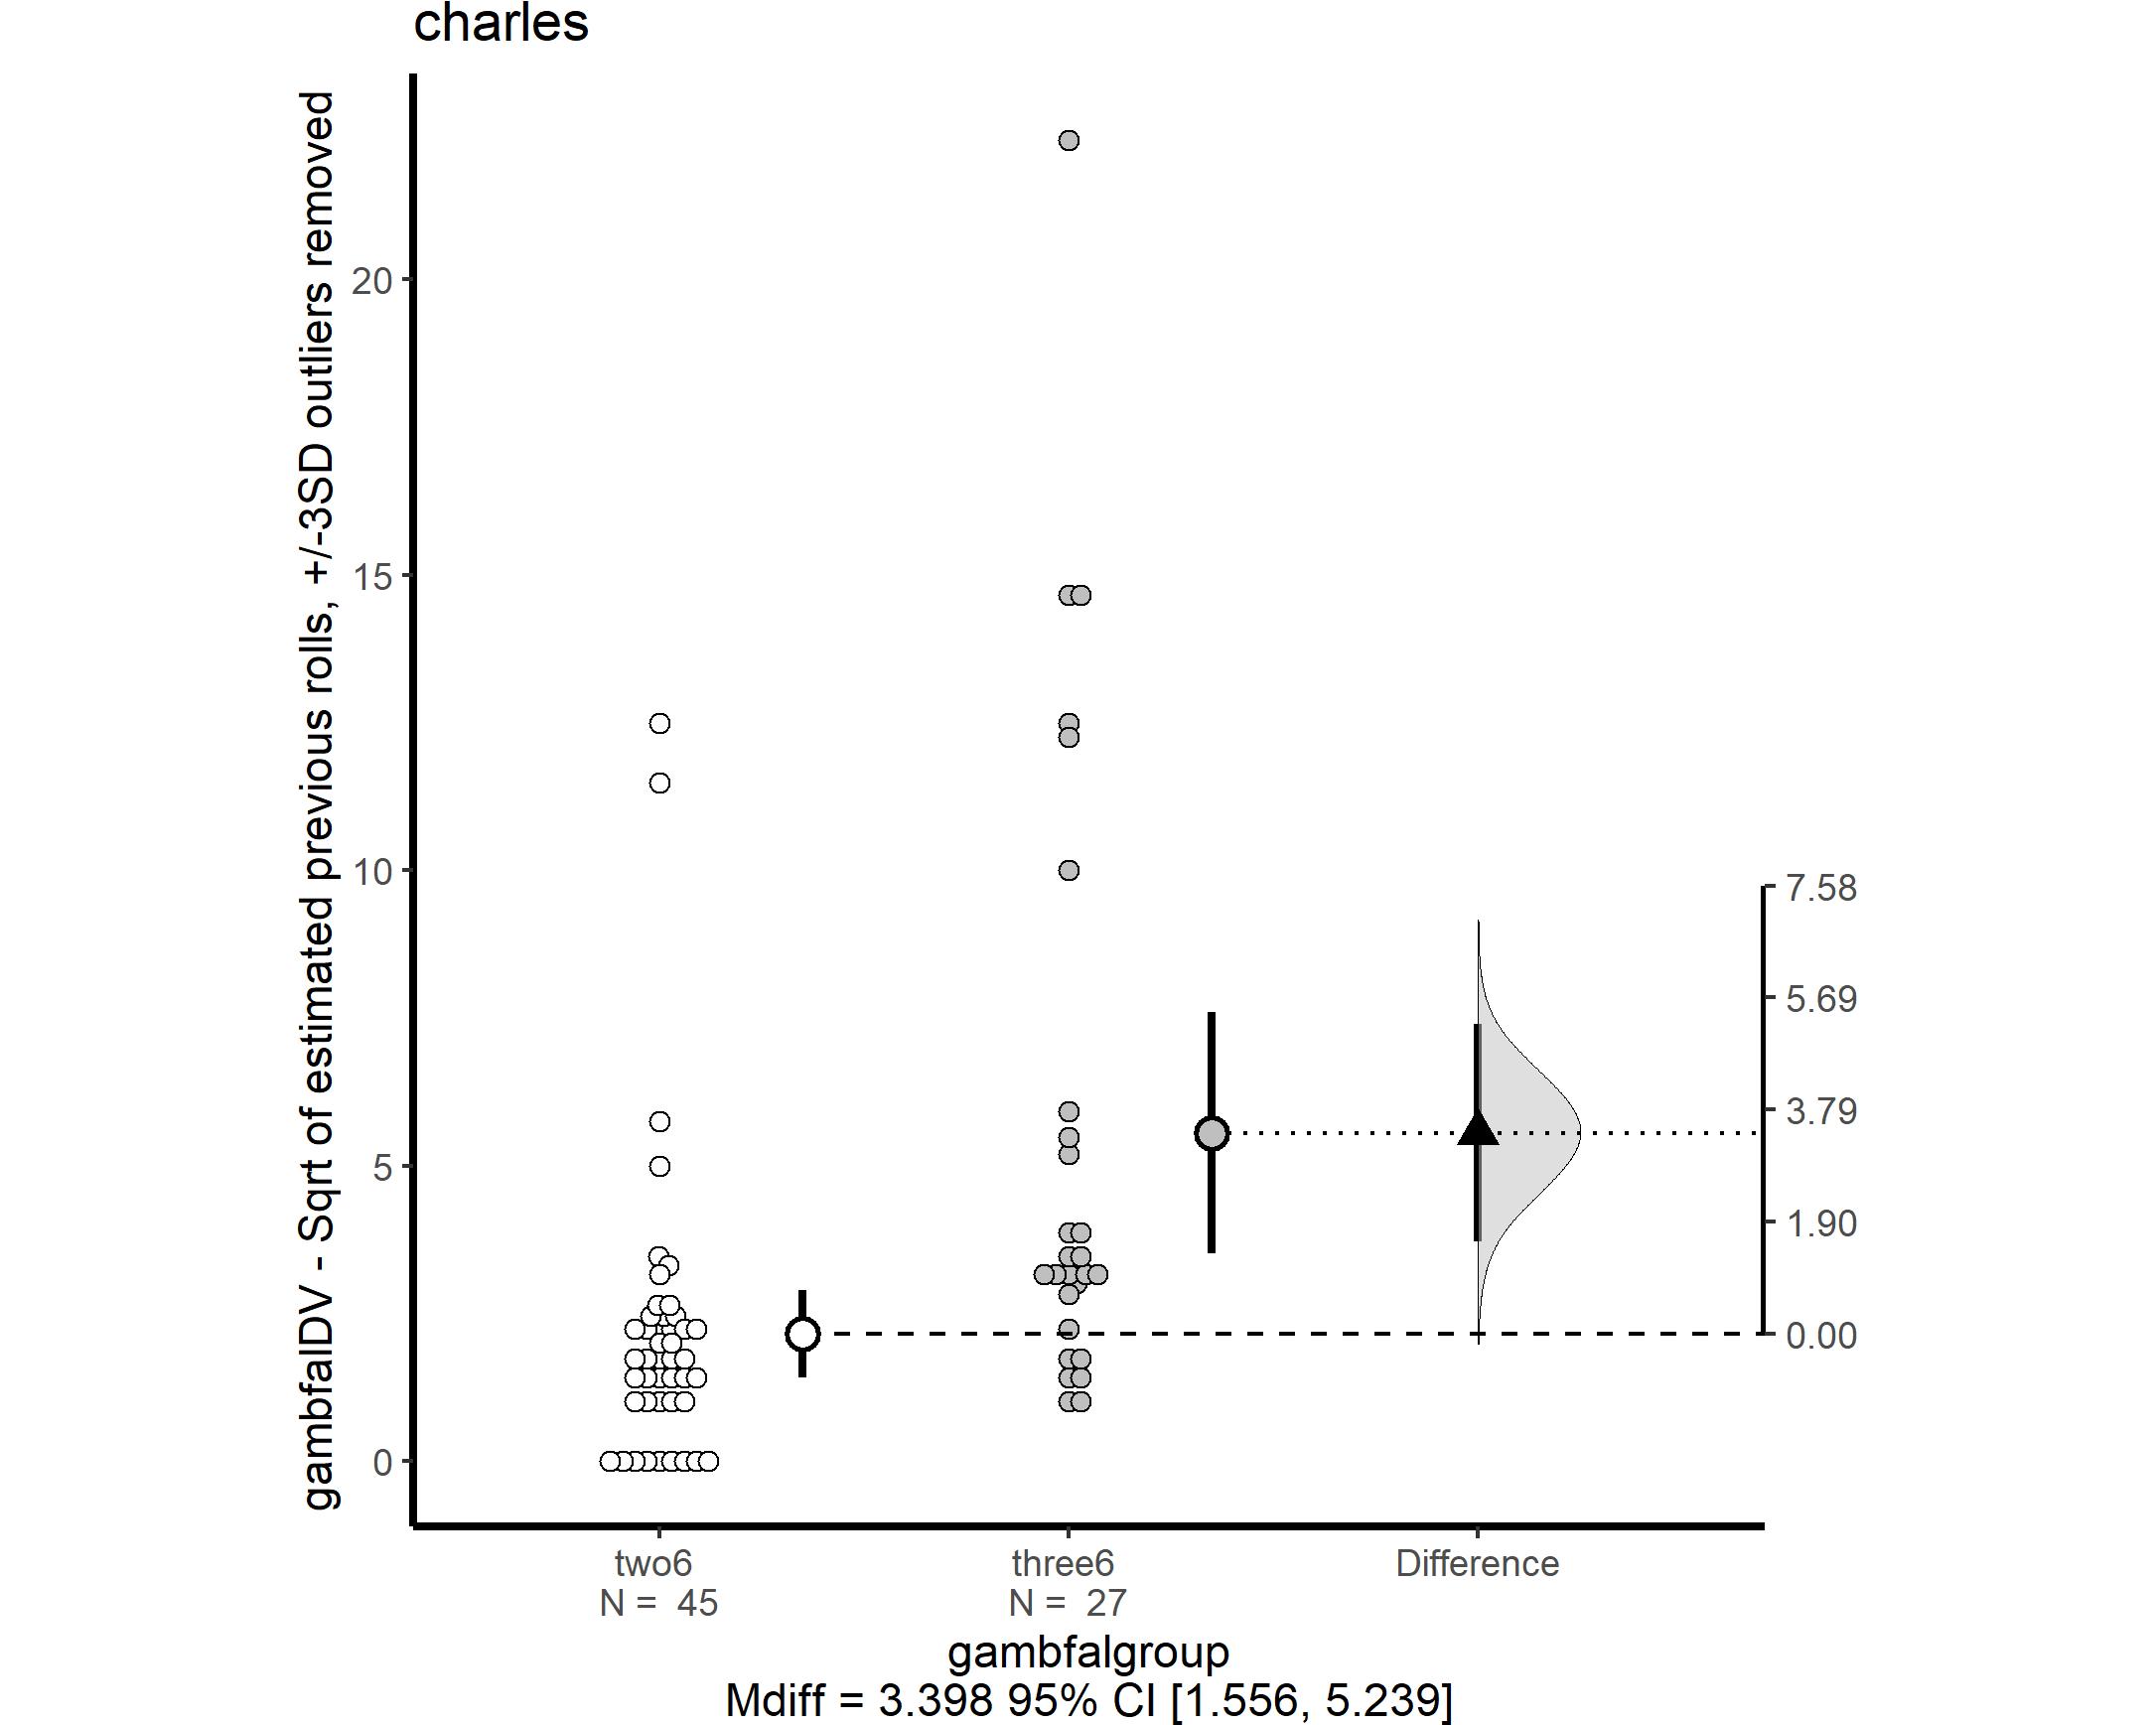 charles
gambfalDV - Sqrt of estimated previous rolls, +/-3SD outliers removed
20
15
10
5
0
7.58
5.69
3.79
1.90
0.00
two6
N =  45
three6
N =  27
Difference
gambfalgroup
Mdiff = 3.398 95% CI [1.556, 5.239]